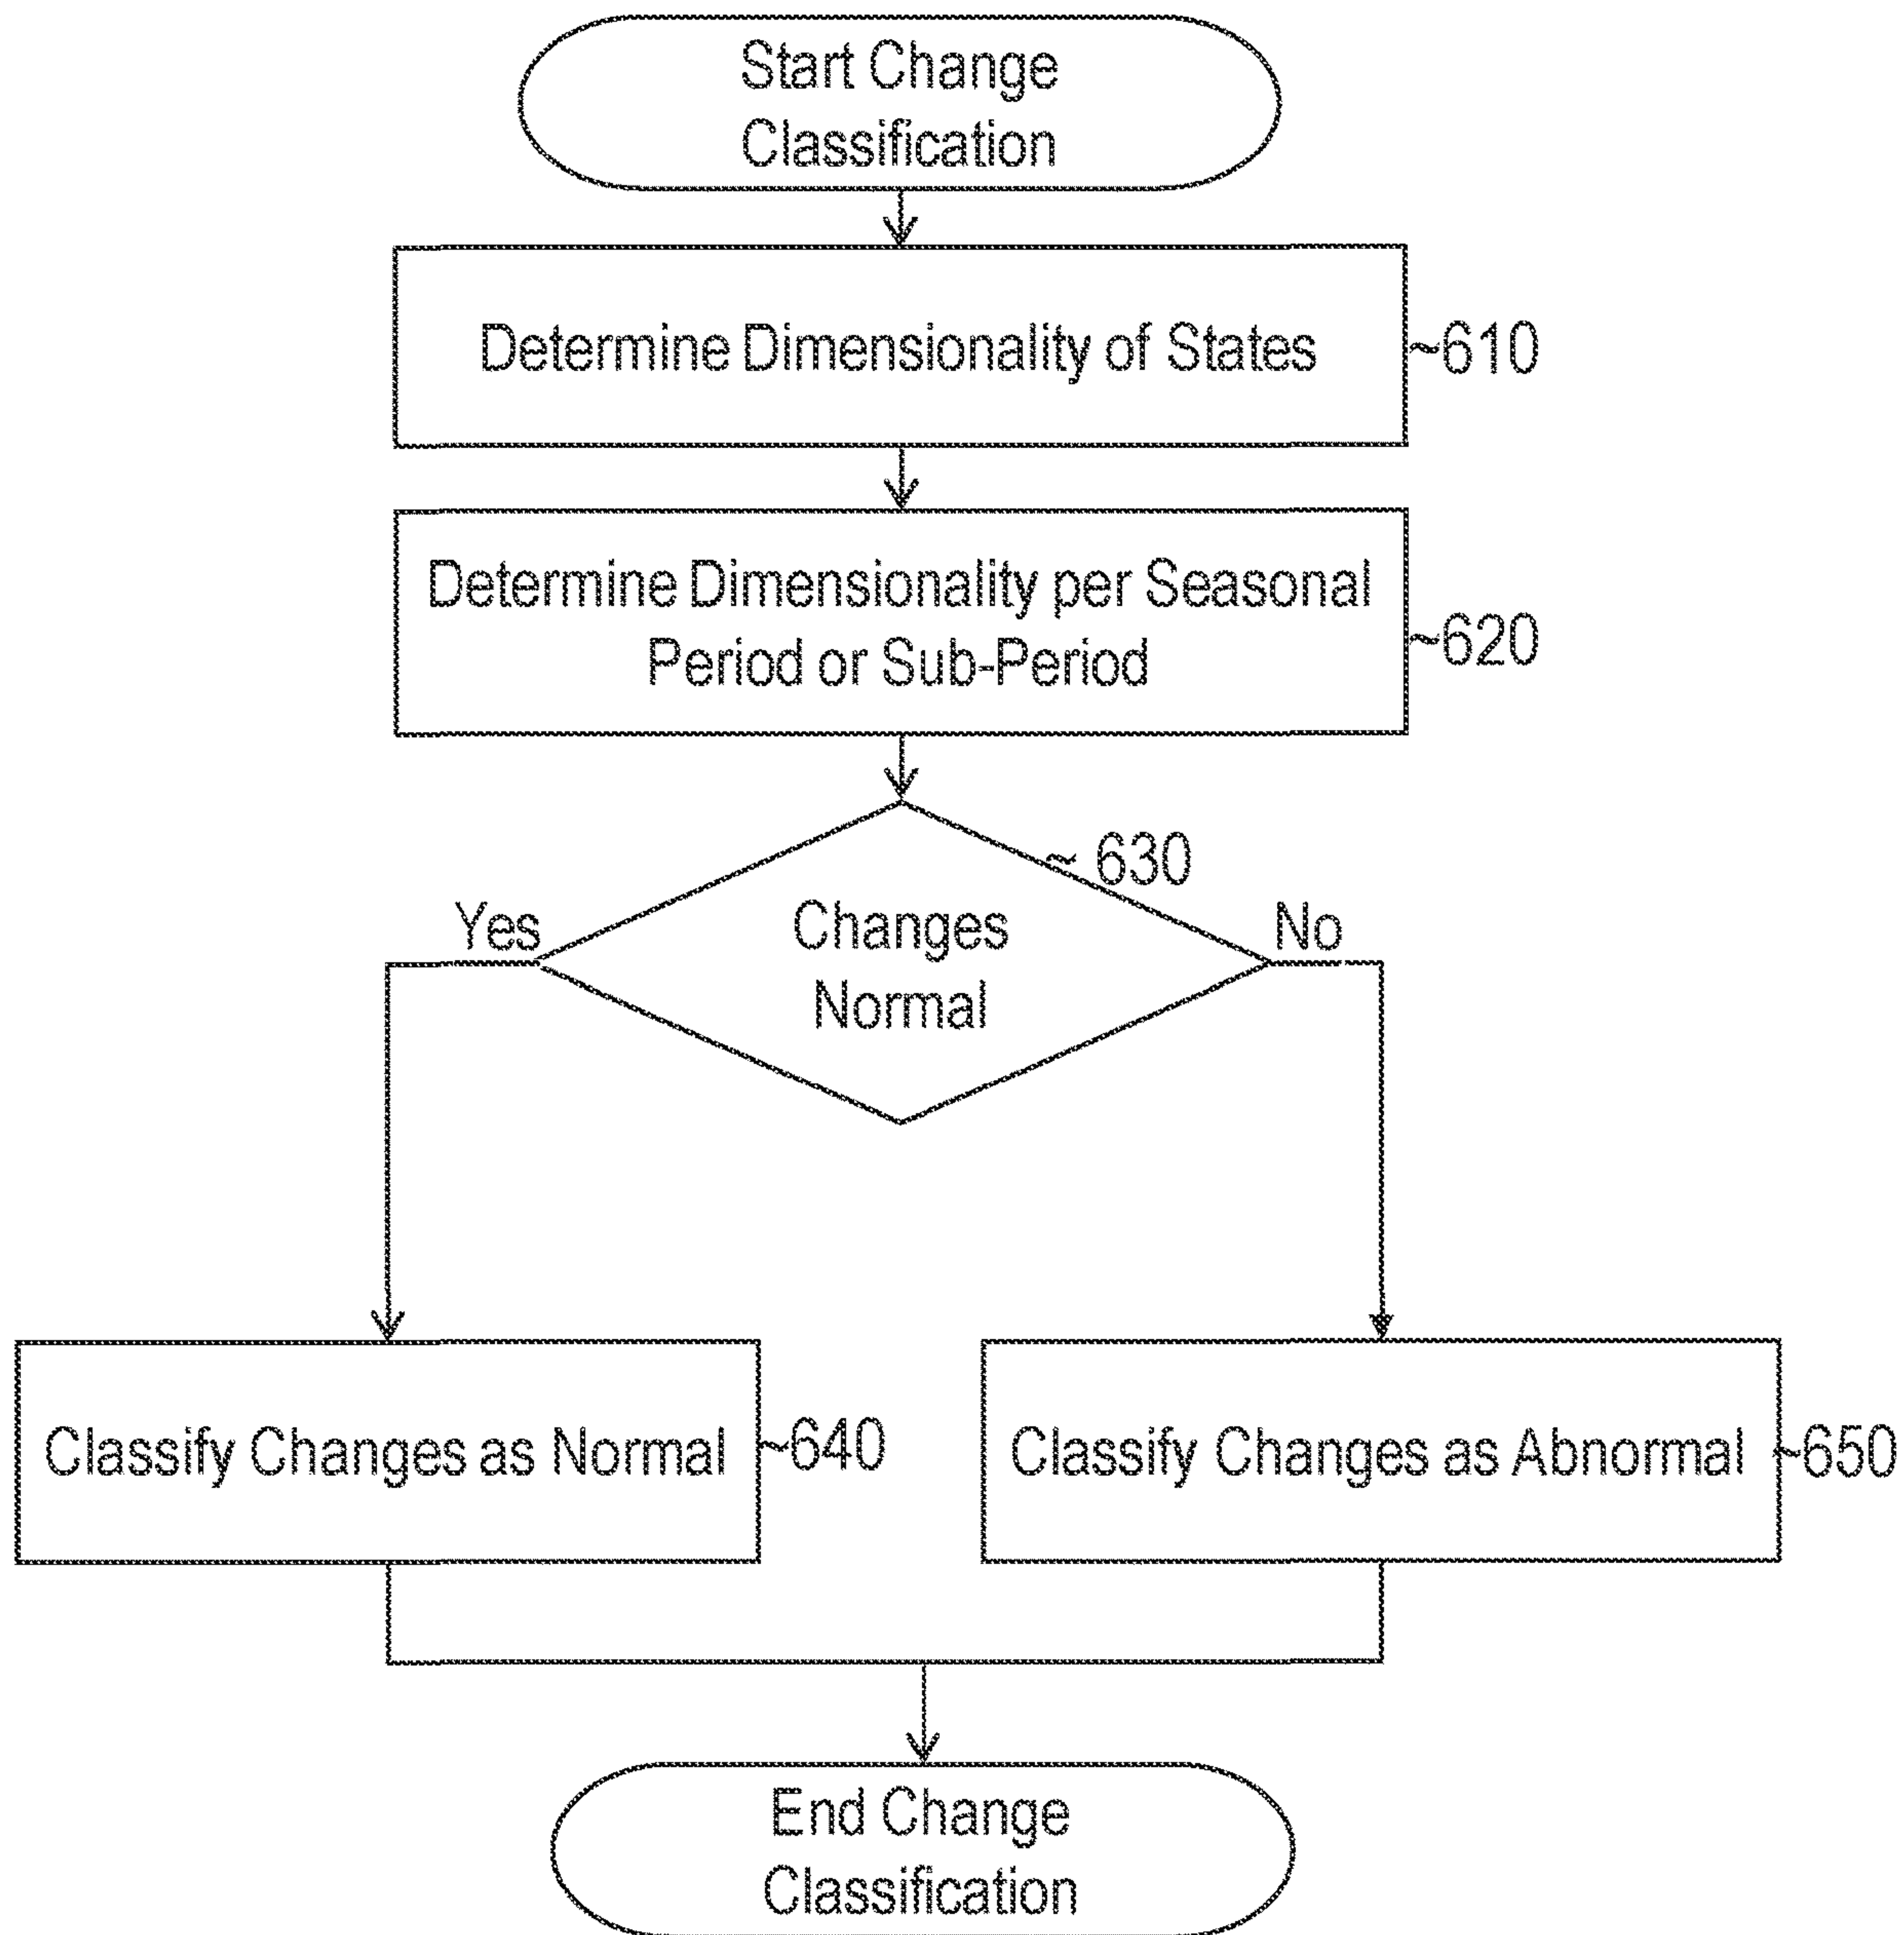 Start Change
Classification
Determine Dimensionality of States
~610
Determine Dimensionality per Seasonal
Period or Sub-Period
~620
~ 630
Yes
Changes
Normal
No
Classify Changes as Normal
~640
Classify Changes as Abnormal
~650
End Change
Classification